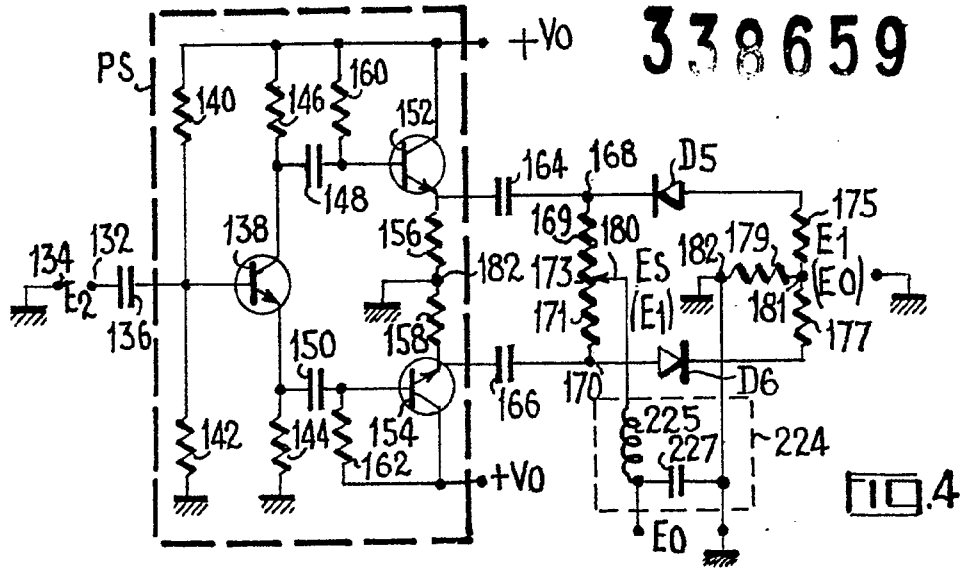 338659
+VO
PS
140
146
160
152
148
164
168
D5
134
132
E2
136
138
156
182
169
180
173
ES
(E1)
171
182
179
175
E1
(EO)
181
177
150
158
166
170
D6
142
144
162
154
+VO
225
227
224
EO
FIG.4